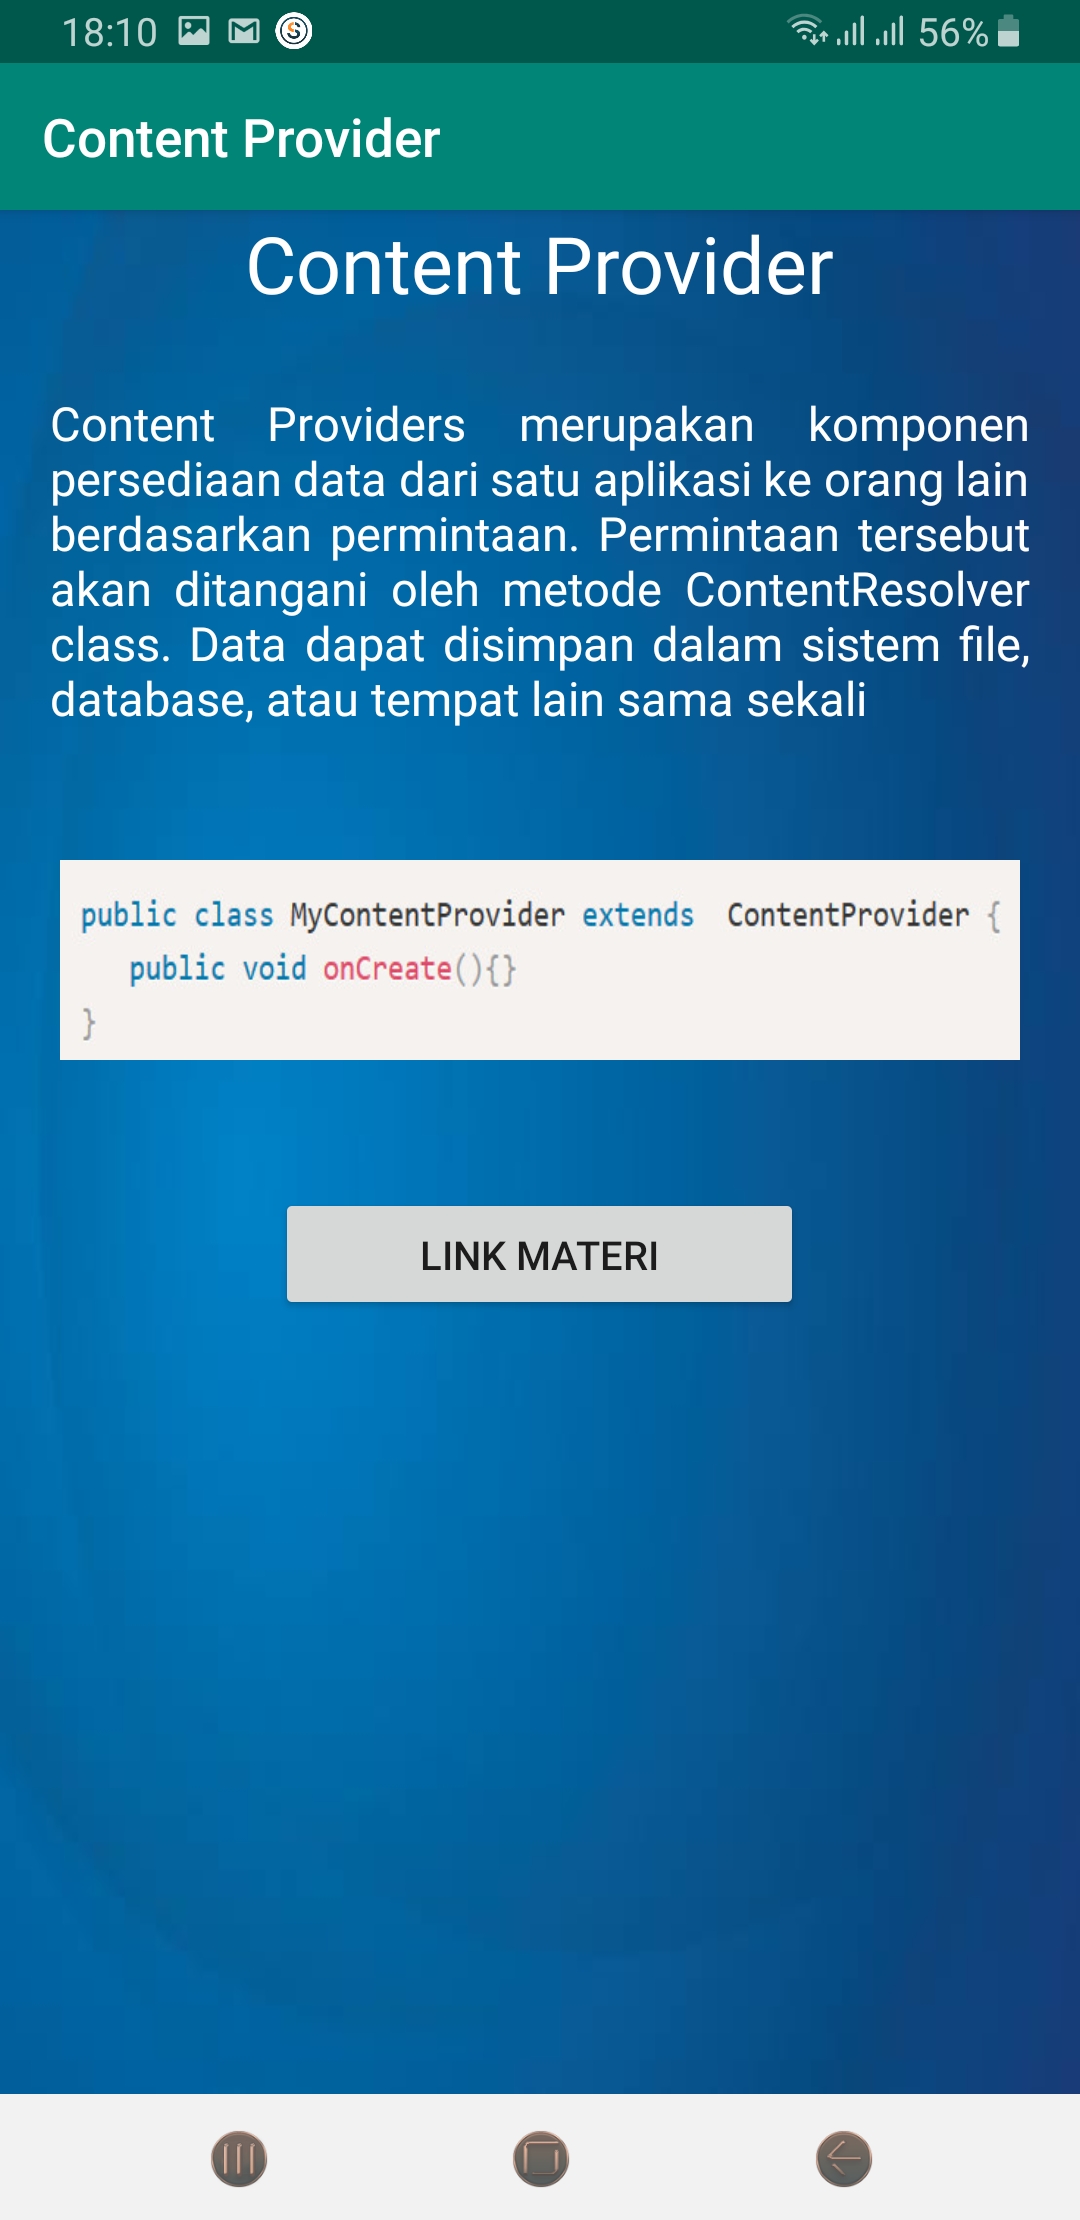 18:10
56%
Content Provider
Content Provider
Content Providers merupakan komponen
persediaan data dari satu aplikasi ke orang lain
berdasarkan permintaan. Permintaan tersebut
akan ditangani oleh metode ContentResolver
class. Data dapat disimpan dalam sistem file,
database, atau tempat lain sama sekali
public class MyContentProvider extends  ContentProvider {
   public void onCreate(){}
}
LINK MATERI